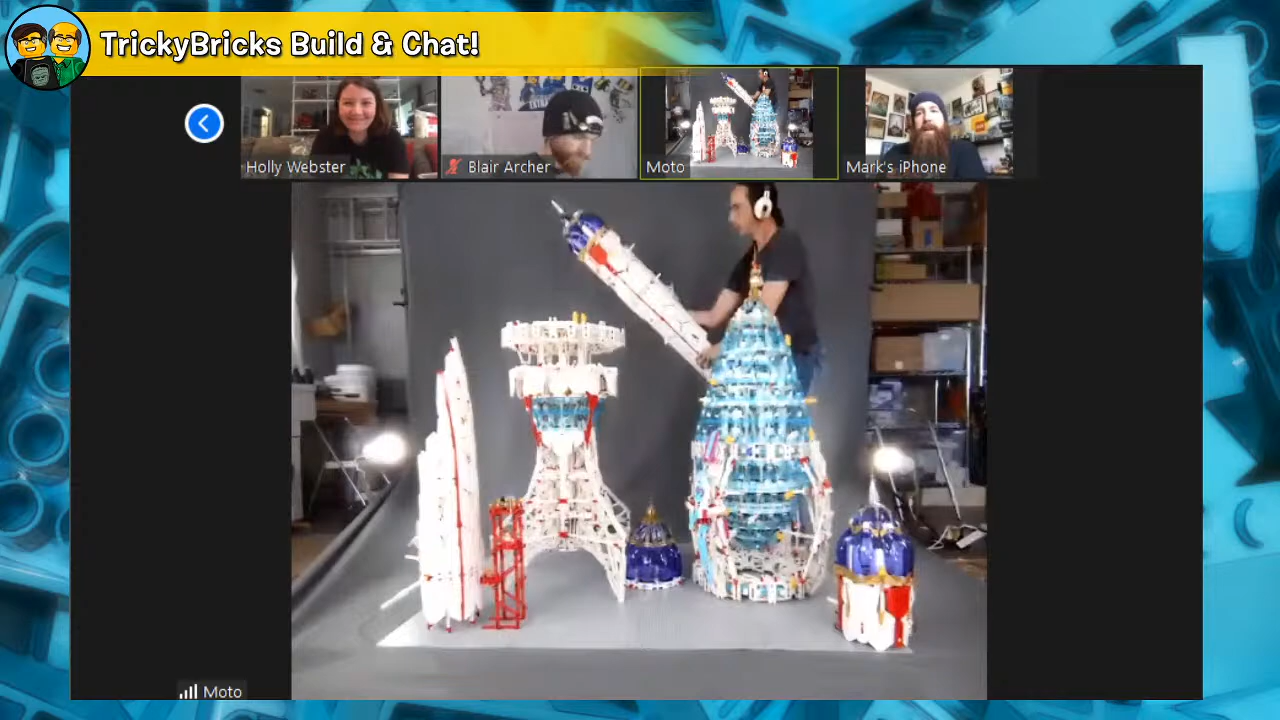 TrickyBricks Build & Chat!
Holly Webster
Blair Archer
Moto
Mark's iPhone
Moto